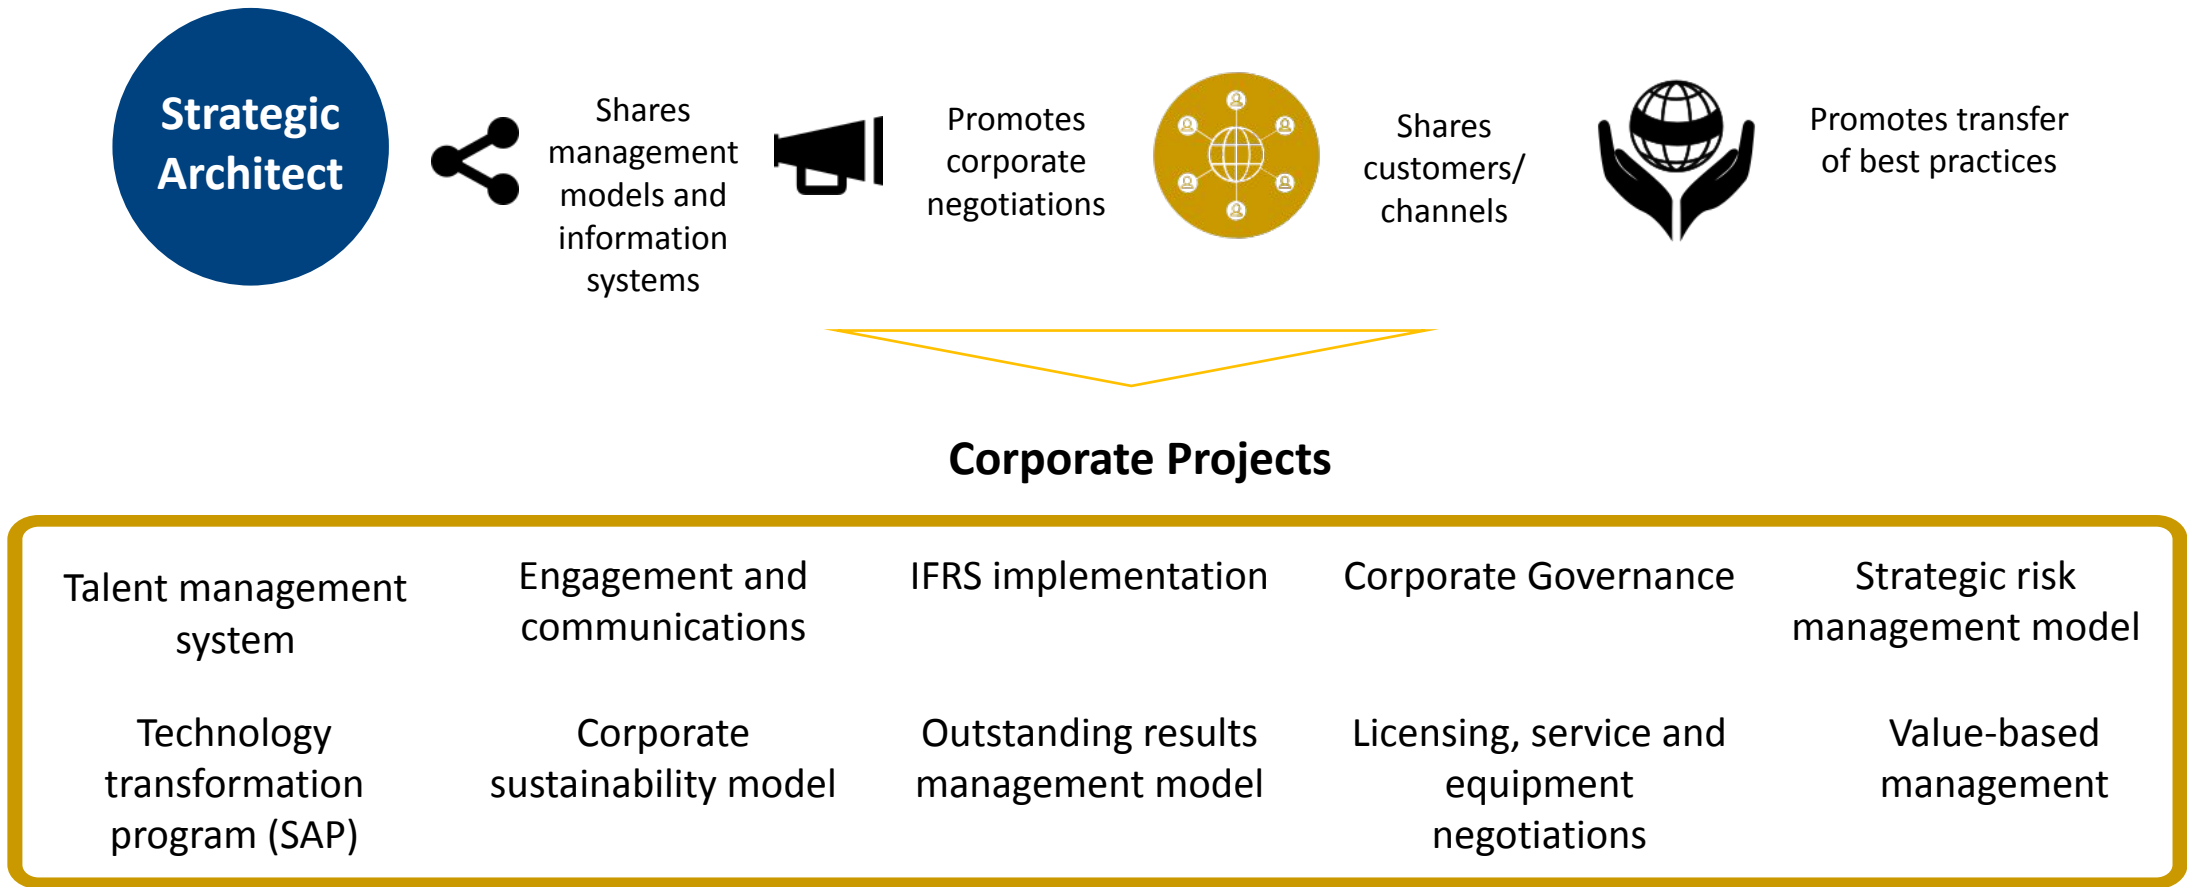 Strategic
Architect
Shares
management
models and
information
systems
Promotes
corporate
negotiations
Shares
customers/
channels
Promotes transfer
of best practices
Corporate Projects
Talent management
system
Engagement and
communications
IFRS implementation
Corporate Governance
Strategic risk
management model
Technology
transformation
program (SAP)
Corporate
sustainability model
Outstanding results
management model
Licensing, service and
equipment
negotiations
Value-based
management